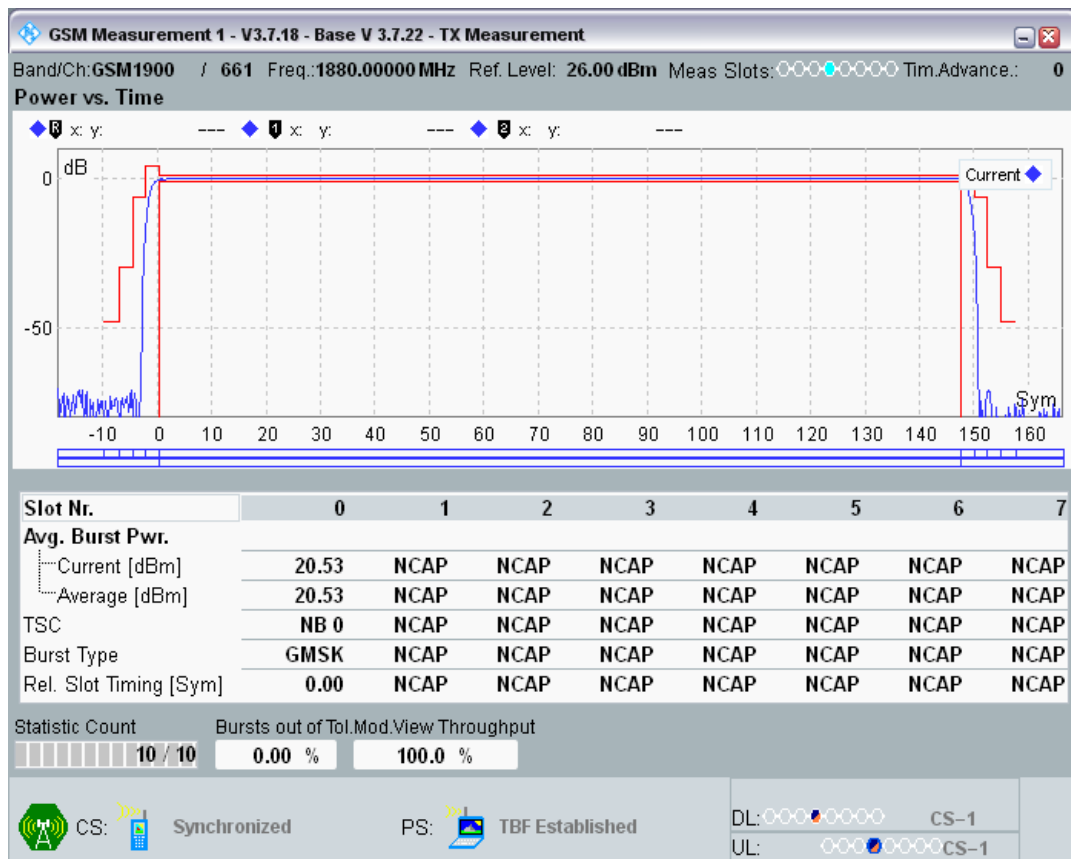 GSM Measurement 1 - V3.7.18 - Base V 3.7.22 - TX Measurement
Band/Ch:GSM1900 / 661 Freq.:1880.00000 MHz Ref. Level: 26.00 dBm Meas Slots: Tim.Advance.: 0
Power vs. Time
R x: y: --- 1 x: y: --- 2 x: y: ---
dB
0
Current
-50
Sym
-10 0 10 20 30 40 50 60 70 80 90 100 110 120 130 140 150 160
Slot Nr. 0 1 2 3 4 5 6 7
Avg. Burst Pwr.
Current [dBm] 20.53 NCAP NCAP NCAP NCAP NCAP NCAP NCAP
Average [dBm] 20.53 NCAP NCAP NCAP NCAP NCAP NCAP NCAP
TSC NB 0 NCAP NCAP NCAP NCAP NCAP NCAP NCAP
Burst Type GMSK NCAP NCAP NCAP NCAP NCAP NCAP NCAP
Rel. Slot Timing [Sym] 0.00 NCAP NCAP NCAP NCAP NCAP NCAP NCAP
Statistic Count Bursts out of Tol.Mod.View Throughput
10 / 10 0.00 % 100.0 %
CS: Synchronized PS: TBF Established
DL: CS-1
UL: CS-1